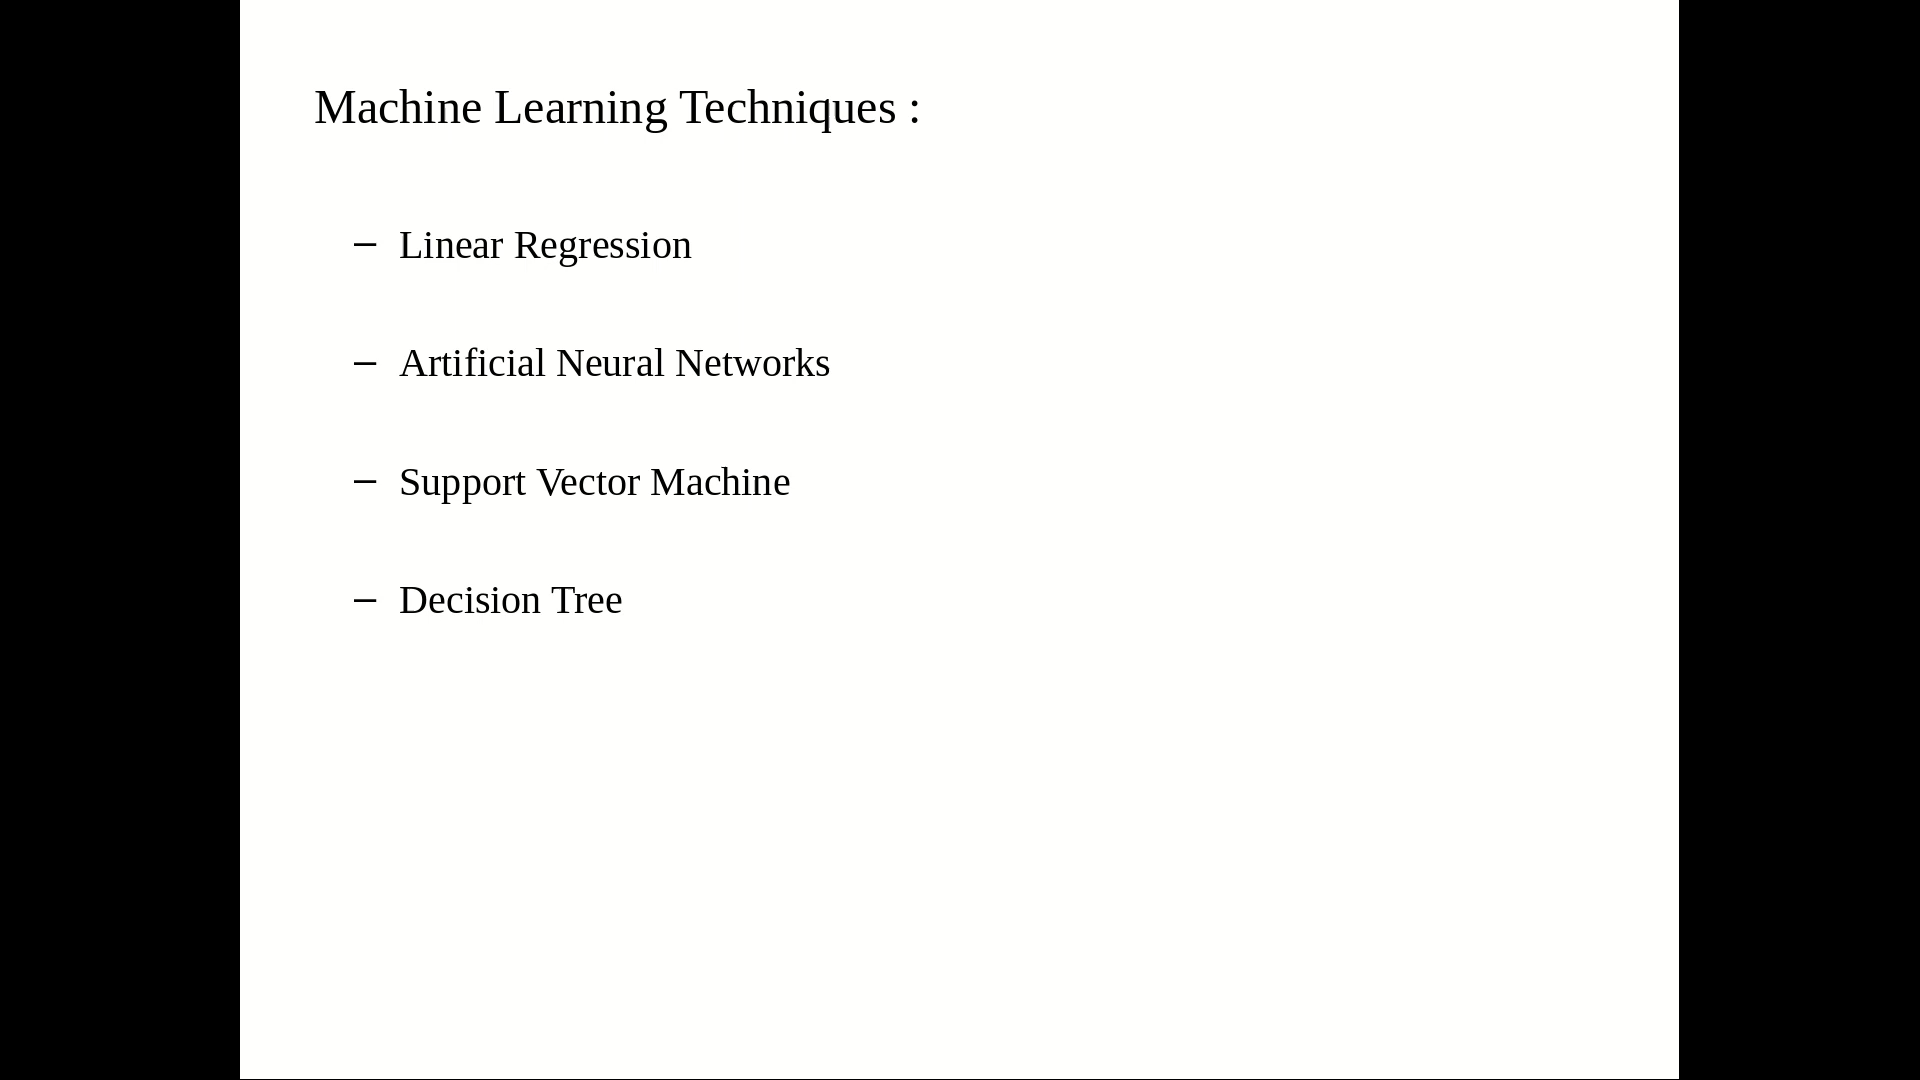 Machine Learning Techniques :
– Linear Regression
– Artificial Neural Networks
– Support Vector Machine
– Decision Tree